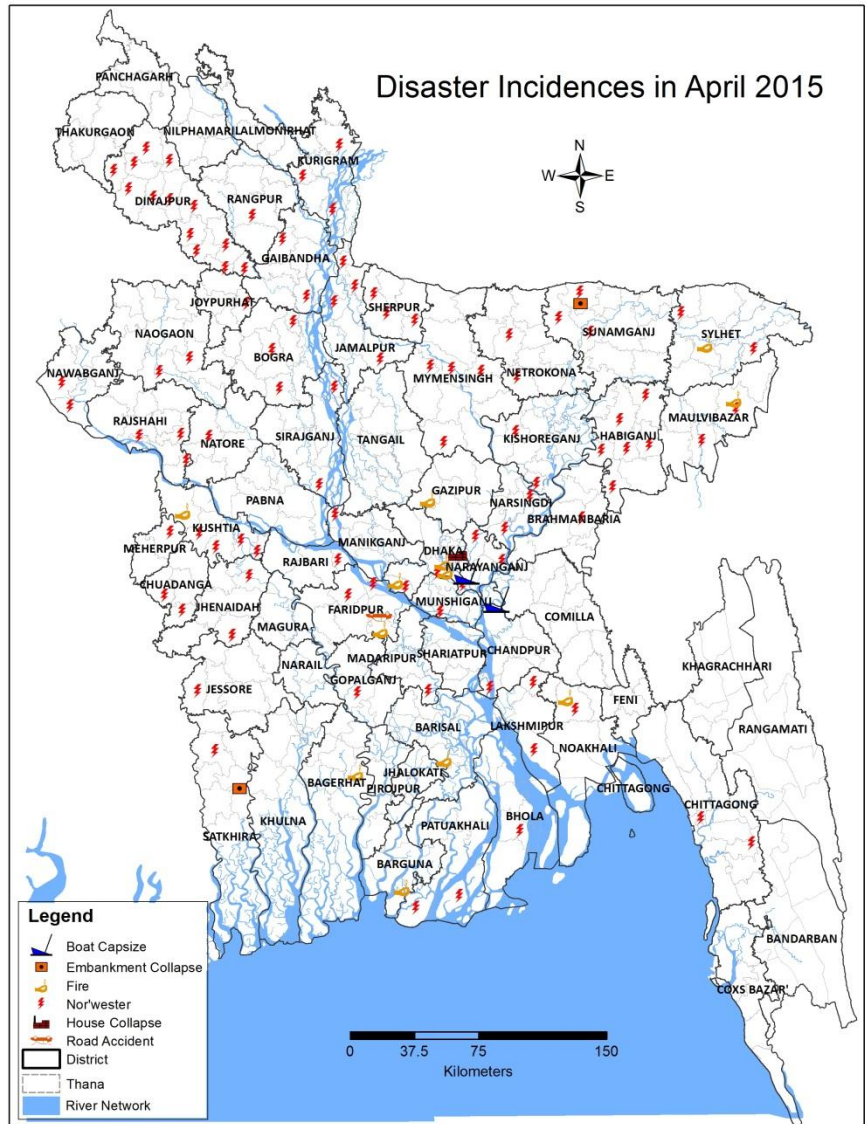 Disaster Incidences in April 2015
N
W E
S
PANCHAGARH
THAKURGAON
NILPHAMARI
LALMONIRHAT
KURIGRAM
DINAJPUR
RANGPUR
GAIBANDHA
JOYPURHAT
SHERPUR
NAOGAON
SUNAMGANJ
SYLHET
JAMALPUR
BOGRA
NAWABGANJ
MYMENSINGH
NETROKONA
MAULVIBAZAR
RAJSHAHI
NATORE
SIRAJGANJ
TANGAIL
KISHOREGANJ
HABIGANJ
PABNA
GAZIPUR
NARSINGDI
BRAHMANBARIA
KUSHTIA
MEHERPUR
MANIKGANJ
DHAKA
RAJBARI
NARAYANGANJ
CHUADANGA
JHENAIDAH
FARIDPUR
MUNSHIGANJ
COMILLA
MAGURA
MADARIPUR
SHARIATPUR
CHANDPUR
NARAIL
GOPALGANJ
KHAGRACHHARI
JESSORE
FENI
RANGAMATI
BARISAL
LAKSHMIPUR
NOAKHALI
JHALOKATI
BAGERHAT
PIROJPUR
CHITTAGONG
CHITTAGONG
BHOLA
KHULNA
PATUAKHALI
SATKHIRA
BARGUNA
BANDARBAN
COXS BAZAR'
Legend
Boat Capsize
Embankment Collapse
Fire
Nor'wester
House Collapse
Road Accident
District
Thana
River Network
0 37.5 75 150
Kilometers